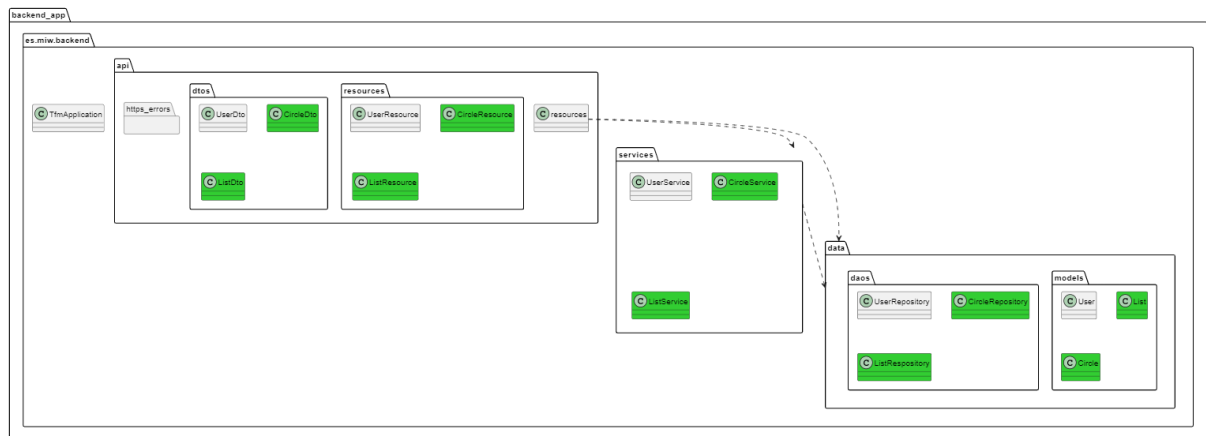 backend_app
es.miw.backend
api
dtos
resources
C TfmApplication
https_errors
C UserDto
C CircleDto
C UserResource
C CircleResource
C resources
C ListDto
C ListResource
services
C UserService
C CircleService
C ListService
data
daos
models
C UserRepository
C CircleRepository
C User
C List
C ListRespository
C Circle